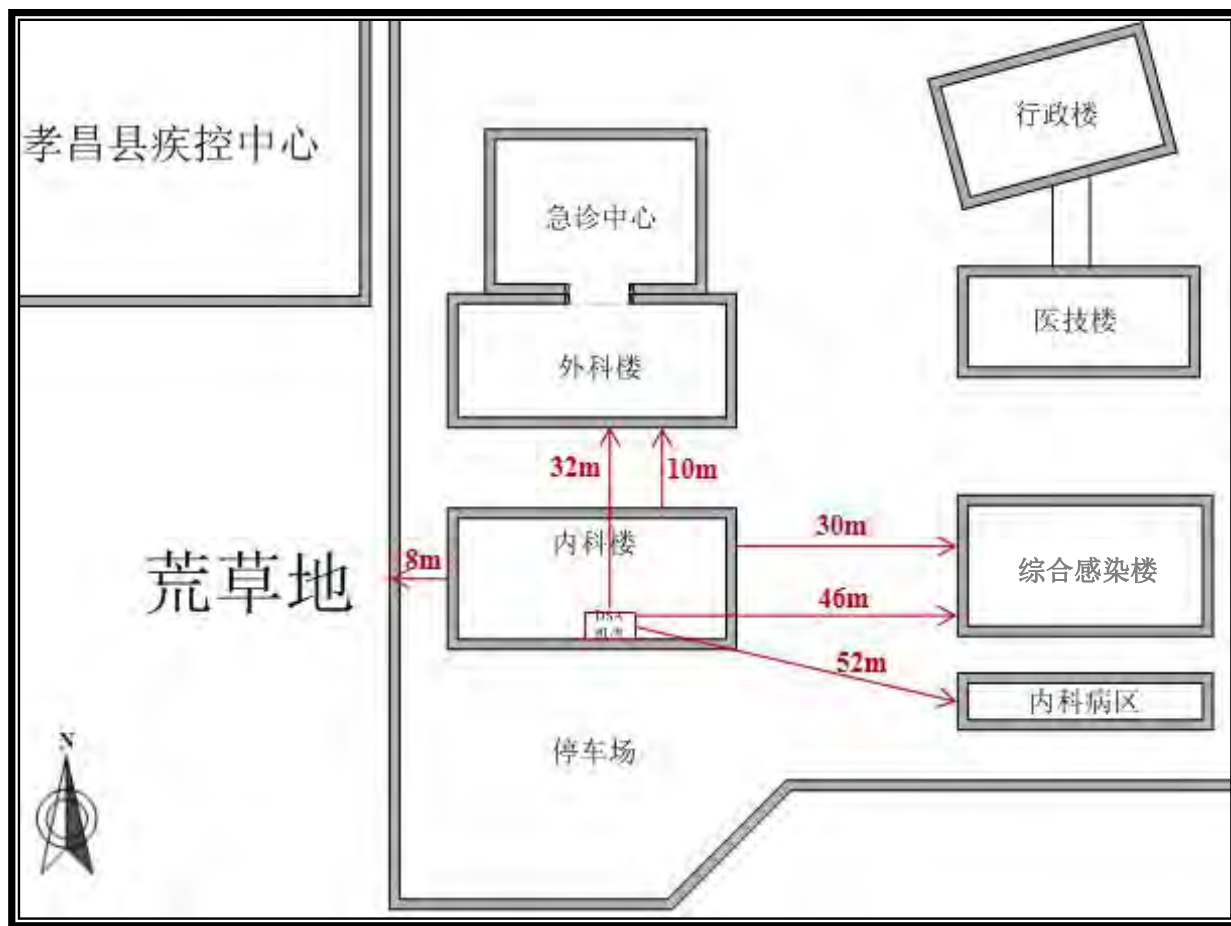 行政楼
孝昌县疾控中心
急诊中心
医技楼
外科楼
32m
10m
30m
内科楼
8m
荒草地
综合感染楼
46m
DSA
52m
内科病区
停车场
N